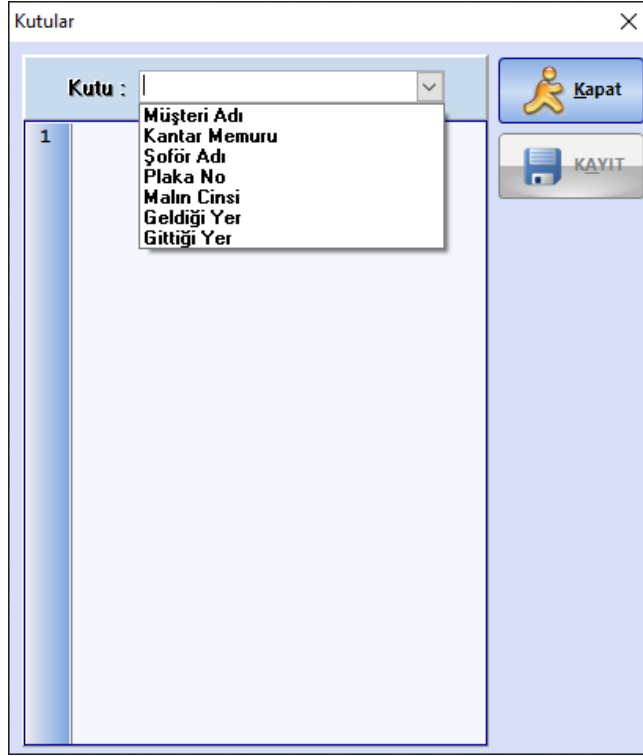 Kutular
Kutu :
Kapat
Müşteri Adı
Kantar Memuru
Şoför Adı
Plaka No
Malın Cinsi
Geldiği Yer
Gittiği Yer
1
KAYIT